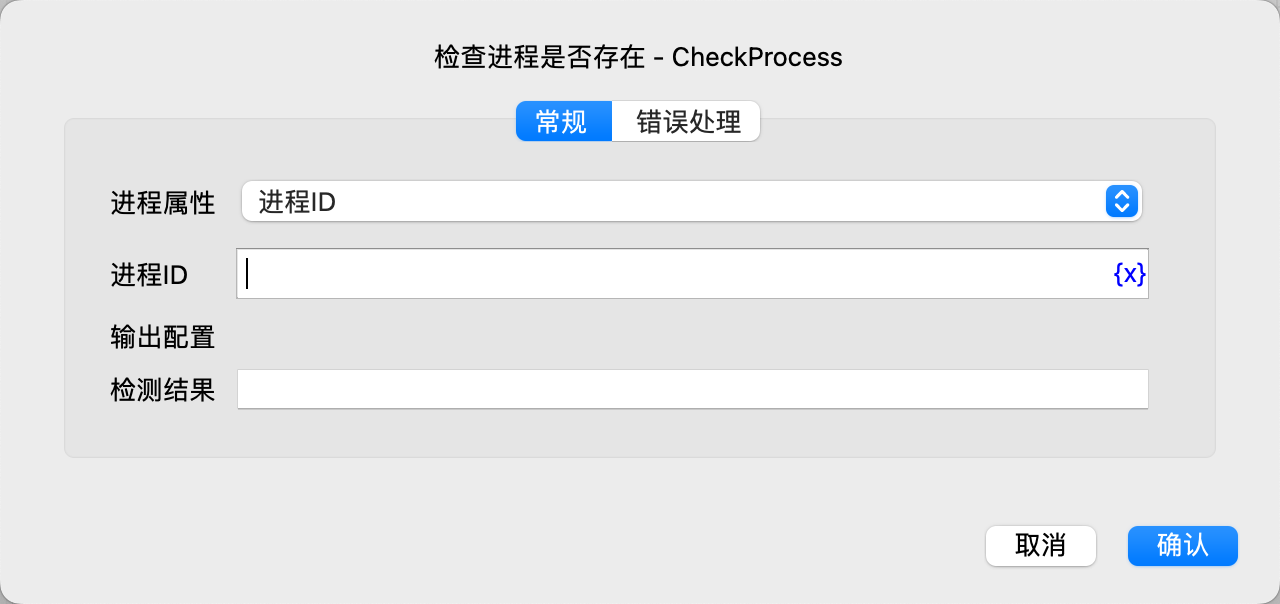 检查进程是否存在 - CheckProcess
常规 错误处理
进程属性 进程ID
进程ID {x}
输出配置
检测结果
取消 确认